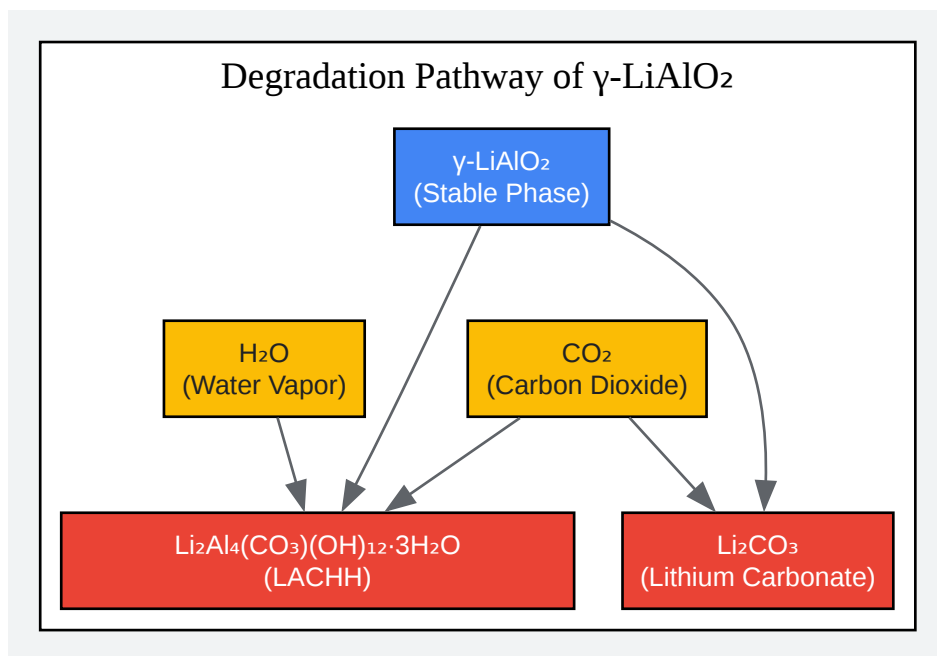 Degradation Pathway of γ-LiAlO₂
γ-LiAlO₂
(Stable Phase)
H₂O
(Water Vapor)
CO₂
(Carbon Dioxide)
Li₂Al₄(CO₃)(OH)₁₂·3H₂O
(LACHH)
Li₂CO₃
(Lithium Carbonate)